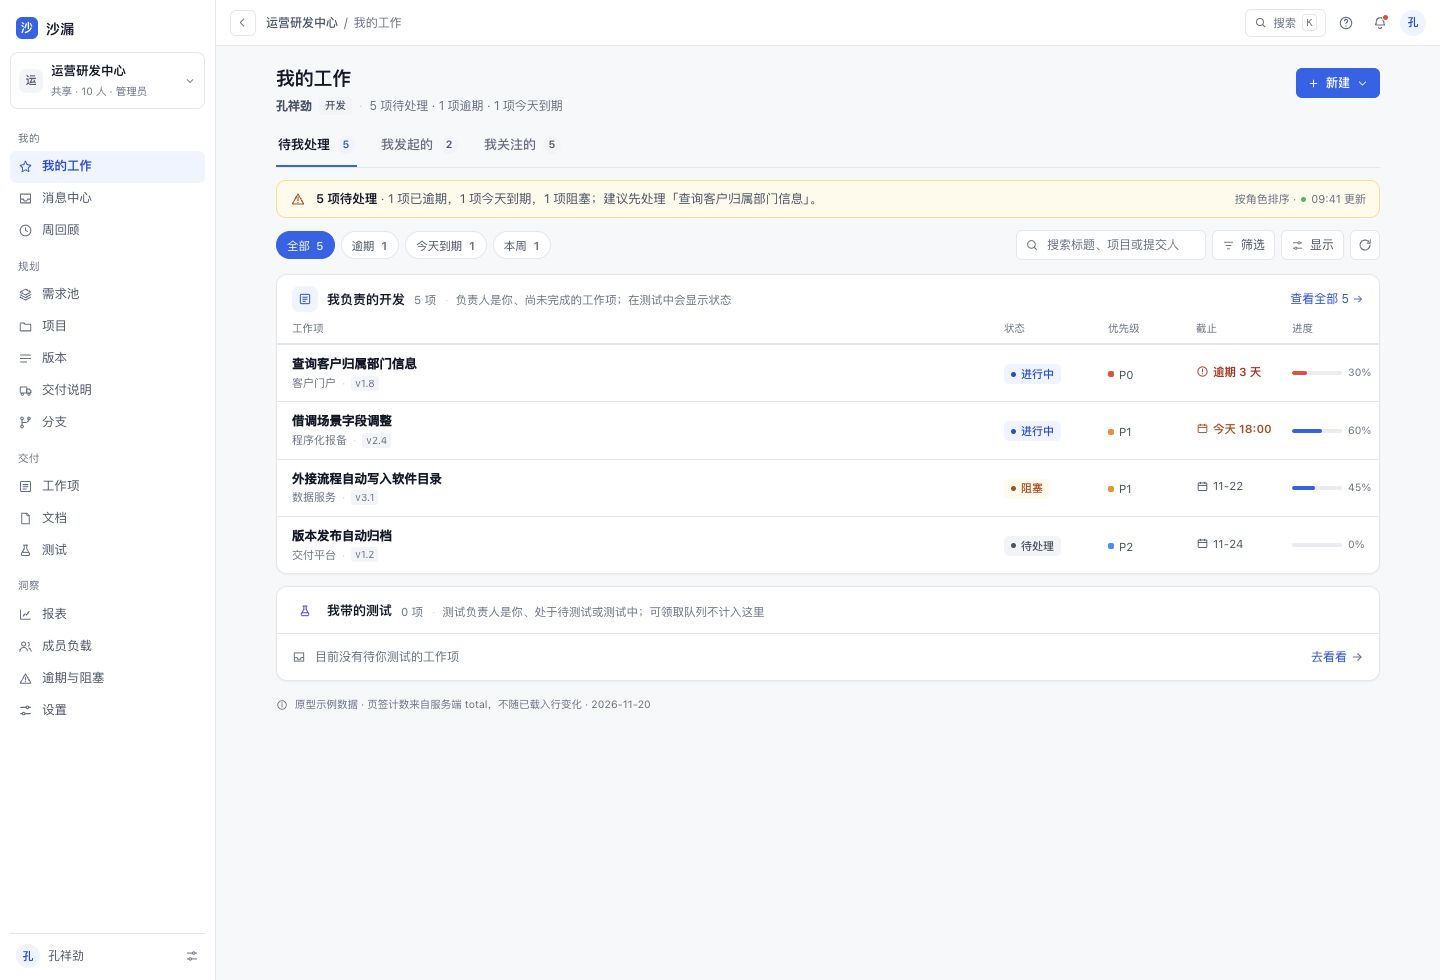 沙 沙漏
运 运营研发中心
共享 · 10 人 · 管理员
我的
我的工作
消息中心
周回顾
规划
需求池
项目
版本
交付说明
分支
交付
工作项
文档
测试
洞察
报表
成员负载
逾期与阻塞
设置
孔 孔祥劲
运营研发中心 / 我的工作
搜索 K
孔
我的工作
孔祥劲 开发 · 5 项待处理 · 1 项逾期 · 1 项今天到期
+ 新建
待我处理 5 我发起的 2 我关注的 5
5 项待处理 · 1 项已逾期，1 项今天到期，1 项阻塞；建议先处理「查询客户归属部门信息」。
按角色排序 · 09:41 更新
全部 5 逾期 1 今天到期 1 本周 1
搜索标题、项目或提交人 筛选 显示
我负责的开发 5 项 · 负责人是你、尚未完成的工作项；在测试中会显示状态 查看全部 5 →
工作项 状态 优先级 截止 进度
查询客户归属部门信息
客户门户 · v1.8
进行中 P0 逾期 3 天 30%
借调场景字段调整
程序化报备 · v2.4
进行中 P1 今天 18:00 60%
外接流程自动写入软件目录
数据服务 · v3.1
阻塞 P1 11-22 45%
版本发布自动归档
交付平台 · v1.2
待处理 P2 11-24 0%
我带的测试 0 项 · 测试负责人是你、处于待测试或测试中；可领取队列不计入这里
目前没有待你测试的工作项 去看看 →
原型示例数据 · 页签计数来自服务端 total，不随已载入行变化 · 2026-11-20